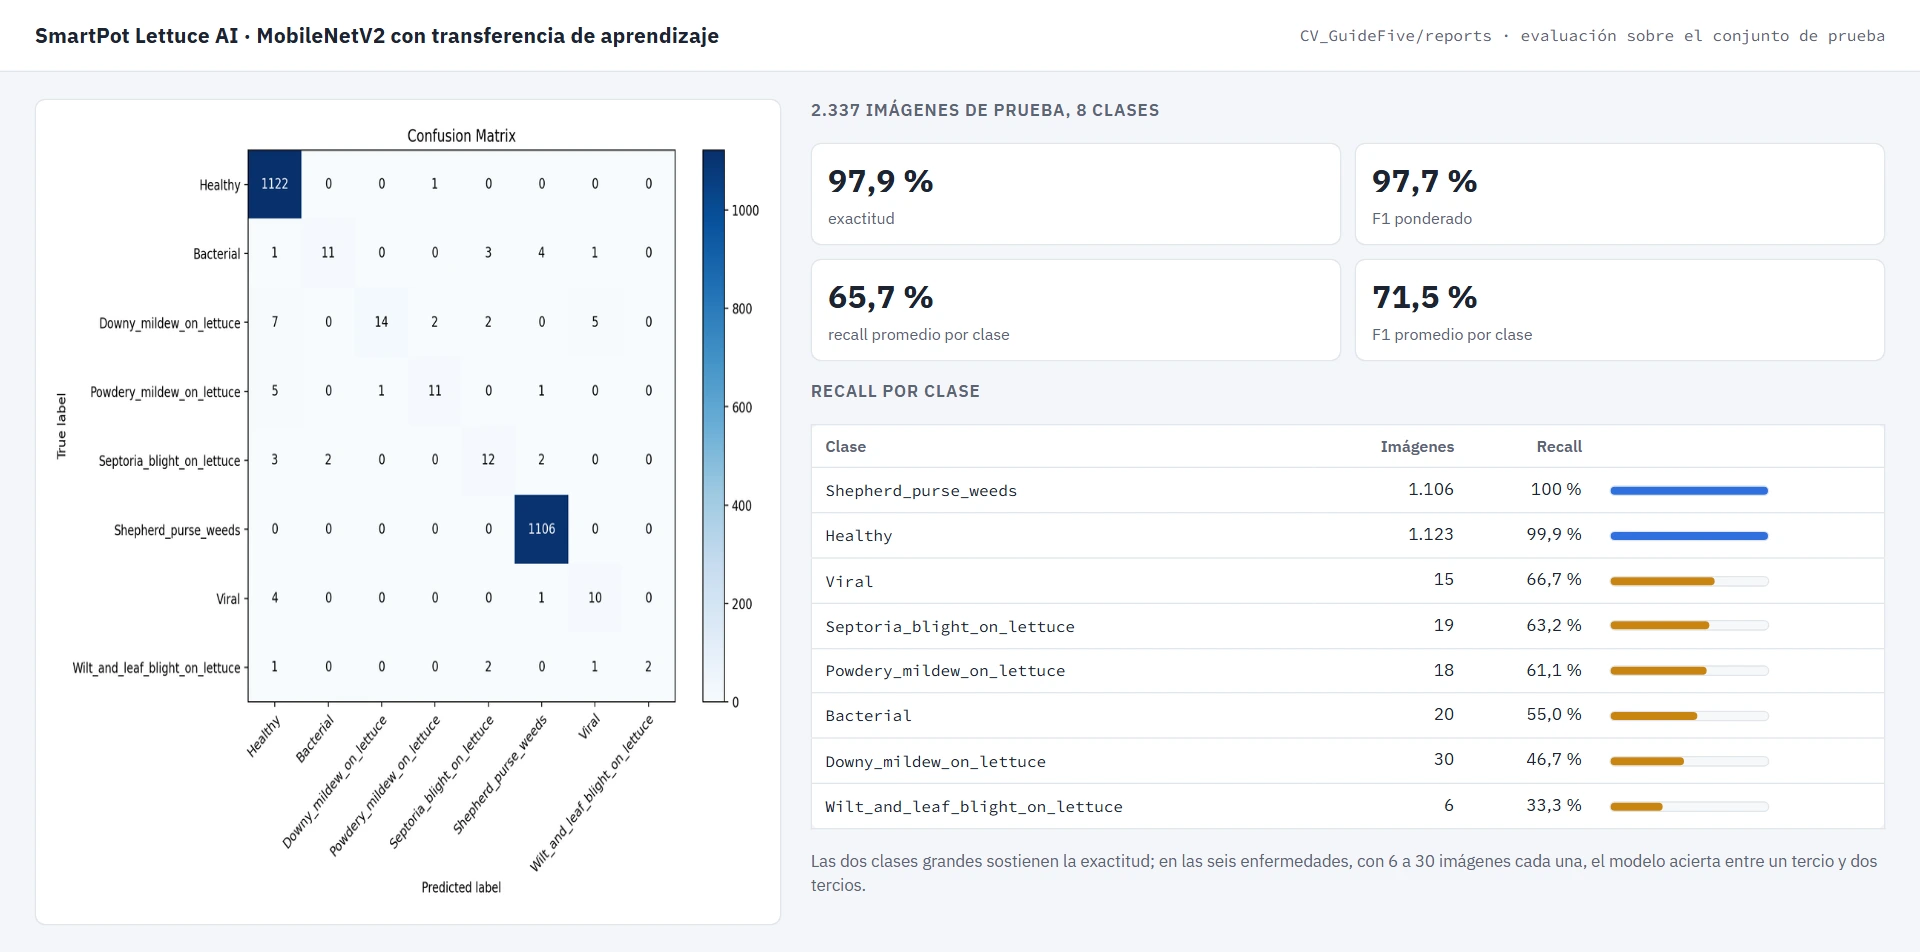 SmartPot Lettuce AI · MobileNetV2 con transferencia de aprendizaje
CV_GuideFive/reports · evaluación sobre el conjunto de prueba
Confusion Matrix
True label
Healthy 1122 0 0 1 0 0 0 0
Bacterial 1 11 0 0 3 4 1 0
Downy_mildew_on_lettuce 7 0 14 2 2 0 5 0
Powdery_mildew_on_lettuce 5 0 1 11 0 1 0 0
Septoria_blight_on_lettuce 3 2 0 0 12 2 0 0
Shepherd_purse_weeds 0 0 0 0 0 1106 0 0
Viral 4 0 0 0 0 1 10 0
Wilt_and_leaf_blight_on_lettuce 1 0 0 0 2 0 1 2
Healthy
Bacterial
Downy_mildew_on_lettuce
Powdery_mildew_on_lettuce
Septoria_blight_on_lettuce
Shepherd_purse_weeds
Viral
Wilt_and_leaf_blight_on_lettuce
Predicted label
1000
800
600
400
200
0
2.337 IMÁGENES DE PRUEBA, 8 CLASES
97,9 %
exactitud
97,7 %
F1 ponderado
65,7 %
recall promedio por clase
71,5 %
F1 promedio por clase
RECALL POR CLASE
Clase Imágenes Recall
Shepherd_purse_weeds 1.106 100 %
Healthy 1.123 99,9 %
Viral 15 66,7 %
Septoria_blight_on_lettuce 19 63,2 %
Powdery_mildew_on_lettuce 18 61,1 %
Bacterial 20 55,0 %
Downy_mildew_on_lettuce 30 46,7 %
Wilt_and_leaf_blight_on_lettuce 6 33,3 %
Las dos clases grandes sostienen la exactitud; en las seis enfermedades, con 6 a 30 imágenes cada una, el modelo acierta entre un tercio y dos
tercios.